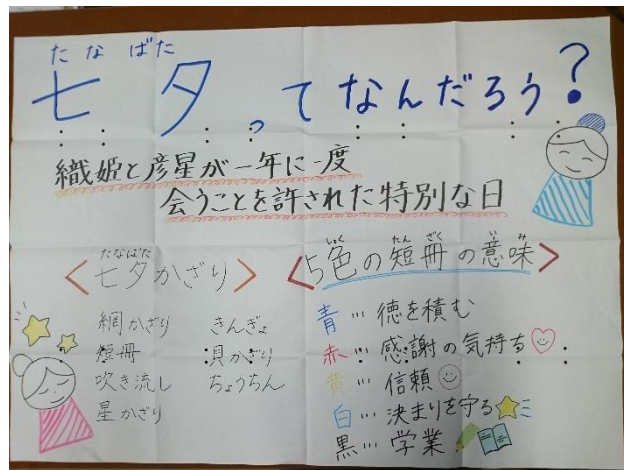 たなばた
七夕ってなんだろう？
織姫と彦星が一年に一度
会うことを許された特別な日
たなばた
＜七夕かざり＞
網かざり
短冊
吹き流し
星かざり
きんぎょ
貝かざり
ちょうちん
しょく たん ざく い み
＜5色の短冊の意味＞
青…徳を積む
赤…感謝の気持ち
黄…信頼
白…決まりを守る
黒…学業